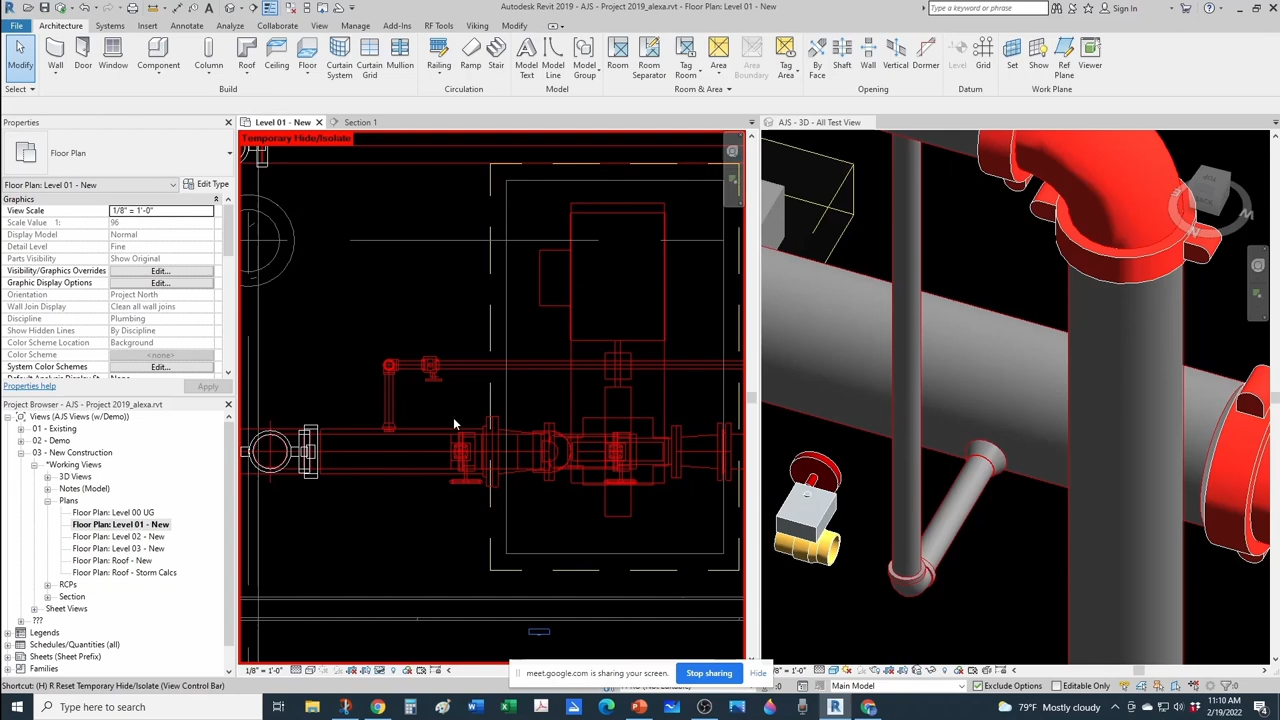 Autodesk Revit 2019.2 - AJS - Project 2019_alexa.rvt - Floor Plan: Level 01 - New
Type a keyword or phrase
Sign In
File Architecture Systems Insert Annotate Analyze Collaborate View Manage Add-Ins RF Tools Viking Modify
Modify Wall Door Window Component Column Roof Ceiling Floor Curtain System Curtain Grid Mullion Railing Ramp Stair Model Text Model Line Model Group Room Room Separator Tag Room Area Area Boundary Tag Area By Face Shaft Wall Vertical Dormer Level Grid Set Show Ref Plane Viewer
Select Build Circulation Model Room & Area Opening Datum Work Plane
Properties
Level 01 - New
Section 1
AJS - 3D - All Test View
Temporary Hide/Isolate
Floor Plan
Floor Plan: Level 01 - New
Edit Type
Graphics
View Scale 1/8" = 1'-0"
Scale Value 1: 96
Display Model Normal
Detail Level Fine
Parts Visibility Show Original
Visibility/Graphics Overrides Edit...
Graphic Display Options Edit...
Orientation Project North
Wall Join Display Clean all wall joins
Discipline Plumbing
Show Hidden Lines By Discipline
Color Scheme Location Background
Color Scheme <none>
System Color Schemes Edit...
Properties help
Apply
Project Browser - AJS - Project 2019_alexa.rvt
Views (AJS Views (w/Demo))
01 - Existing
02 - Demo
03 - New Construction
*Working Views
3D Views
Notes (Model)
Plans
Floor Plan: Level 00 UG
Floor Plan: Level 01 - New
Floor Plan: Level 02 - New
Floor Plan: Level 03 - New
Floor Plan: Roof - New
Floor Plan: Roof - Storm Calcs
RCPs
Section
Sheet Views
???
Legends
Schedules/Quantities (all)
Sheets (Sheet Prefix)
Families
1/8" = 1'-0"
meet.google.com is sharing your screen.
Stop sharing
Hide
Shortcut: (H) R Reset Temporary Hide/Isolate (View Control Bar)
Main Model
Exclude Options
Editable Only
Type here to search
79°F Mostly cloudy
11:10 AM
2/19/2022